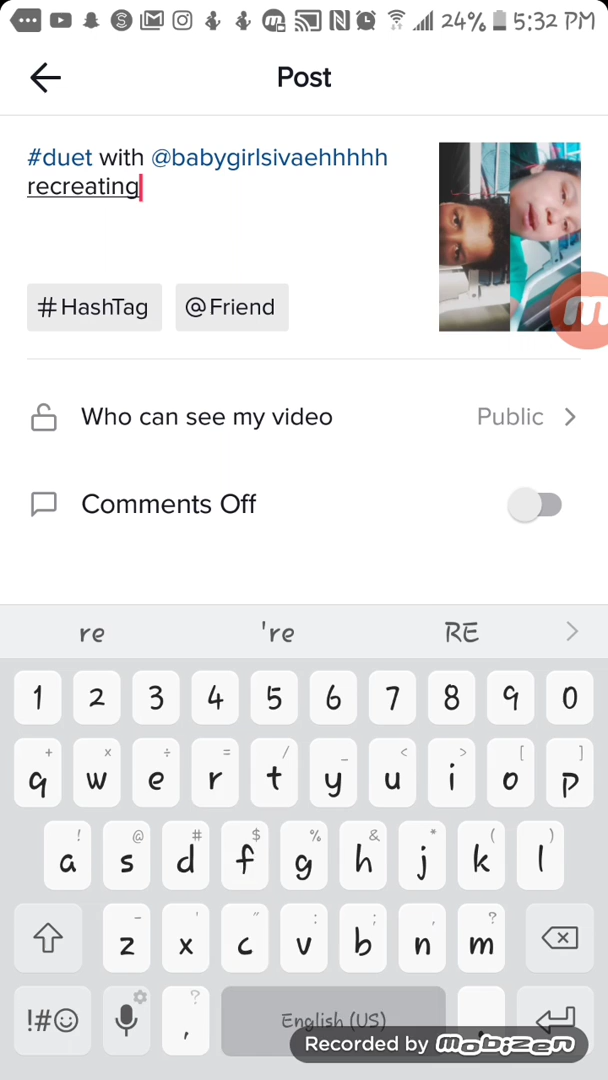 24% 5:32 PM
Post
#duet with @babygirlsivaehhhhh
recreating
#HashTag @Friend
Who can see my video Public
Comments Off
re 're RE
1 2 3 4 5 6 7 8 9 0
+ × ÷ = / _ < > [ ]
q w e r t y u i o p
! @ # $ % & * ( )
a s d f g h j k l
- ' " : ; , ?
z x c v b n m
!#☺ , ? English (US) .
Recorded by mobizen